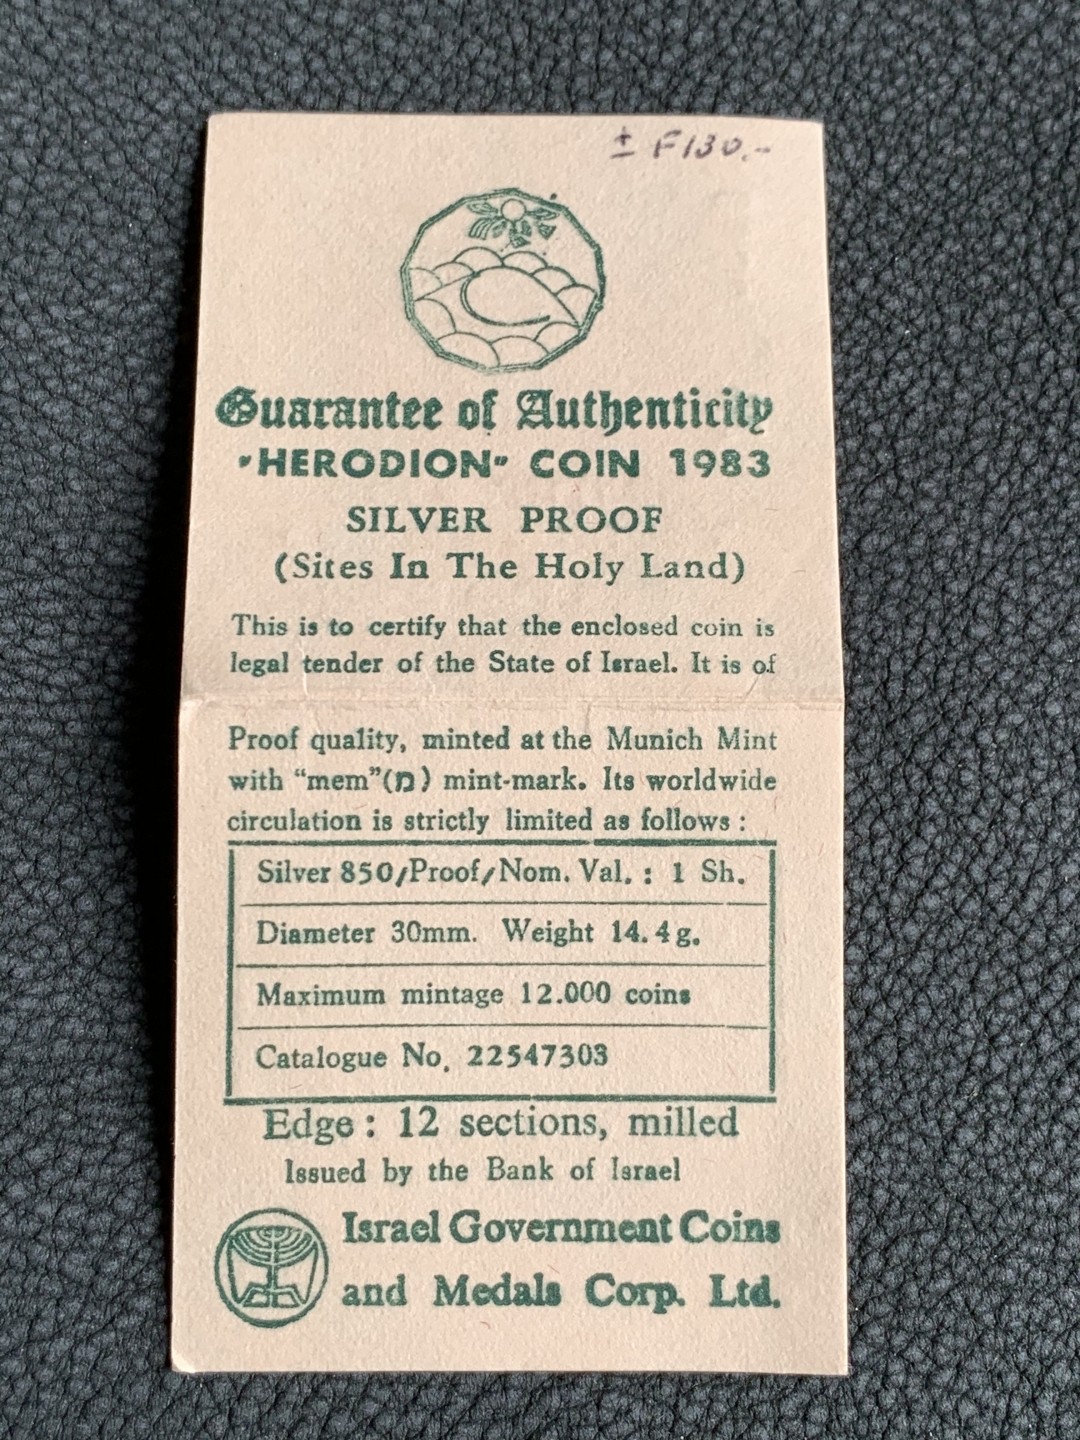 ± F 130.-
Guarantee of Authenticity
"HERODION" COIN 1983
SILVER PROOF
(Sites In The Holy Land)
This is to certify that the enclosed coin is
legal tender of the State of Israel. It is of
Proof quality, minted at the Munich Mint
with "mem"(מ) mint-mark. Its worldwide
circulation is strictly limited as follows :
Silver 850/Proof/Nom. Val. : 1 Sh.
Diameter 30mm. Weight 14.4g.
Maximum mintage 12.000 coins
Catalogue No. 22547303
Edge : 12 sections, milled
Issued by the Bank of Israel
Israel Government Coins
and Medals Corp. Ltd.